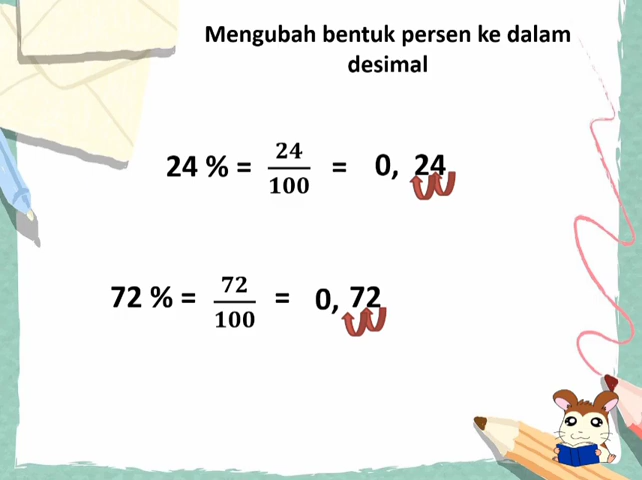 Mengubah bentuk persen ke dalam
desimal
24 % = 24/100 = 0, 24
72 % = 72/100 = 0, 72